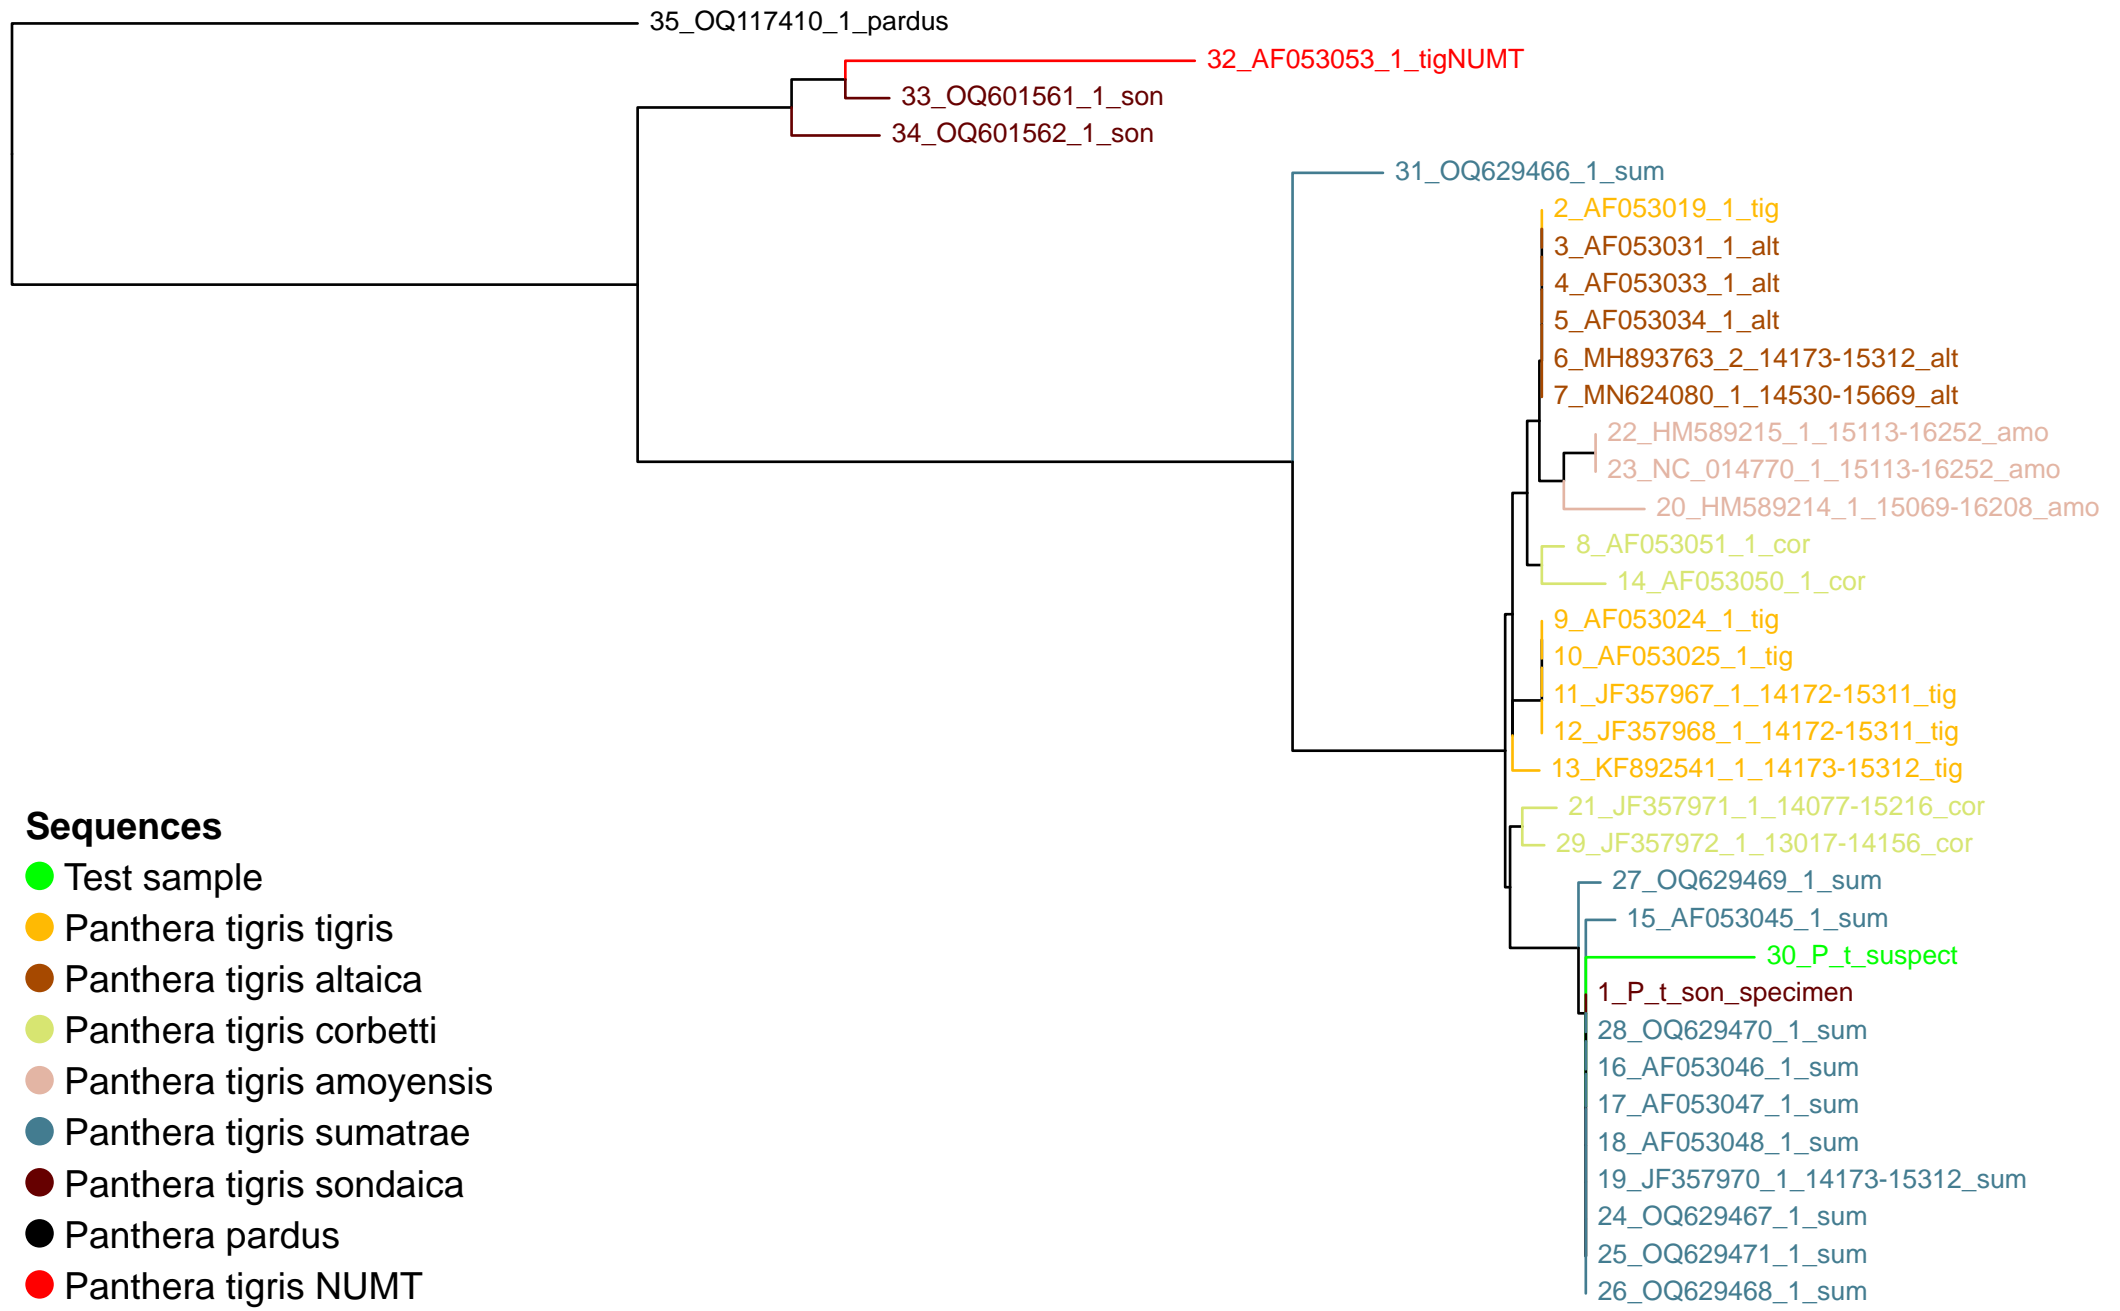 35_OQ117410_1_pardus
32_AF053053_1_tigNUMT
33_OQ601561_1_son
34_OQ601562_1_son
31_OQ629466_1_sum
2_AF053019_1_tig
3_AF053031_1_alt
4_AF053033_1_alt
5_AF053034_1_alt
6_MH893763_2_14173-15312_alt
7_MN624080_1_14530-15669_alt
22_HM589215_1_15113-16252_amo
23_NC_014770_1_15113-16252_amo
20_HM589214_1_15069-16208_amo
8_AF053051_1_cor
14_AF053050_1_cor
9_AF053024_1_tig
10_AF053025_1_tig
11_JF357967_1_14172-15311_tig
12_JF357968_1_14172-15311_tig
13_KF892541_1_14173-15312_tig
21_JF357971_1_14077-15216_cor
29_JF357972_1_13017-14156_cor
27_OQ629469_1_sum
15_AF053045_1_sum
30_P_t_suspect
1_P_t_son_specimen
28_OQ629470_1_sum
16_AF053046_1_sum
17_AF053047_1_sum
18_AF053048_1_sum
19_JF357970_1_14173-15312_sum
24_OQ629467_1_sum
25_OQ629471_1_sum
26_OQ629468_1_sum
Sequences
Test sample
Panthera tigris tigris
Panthera tigris altaica
Panthera tigris corbetti
Panthera tigris amoyensis
Panthera tigris sumatrae
Panthera tigris sondaica
Panthera pardus
Panthera tigris NUMT